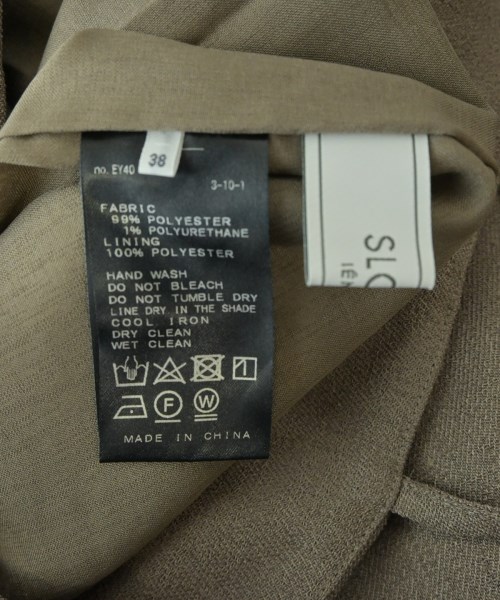 38
no. EY40
3-10-1
FABRIC
99% POLYESTER
1% POLYURETHANE
LINING
100% POLYESTER
HAND WASH
DO NOT BLEACH
DO NOT TUMBLE DRY
LINE DRY IN THE SHADE
COOL IRON
DRY CLEAN
WET CLEAN
F W
MADE IN CHINA
SLO
IÉN